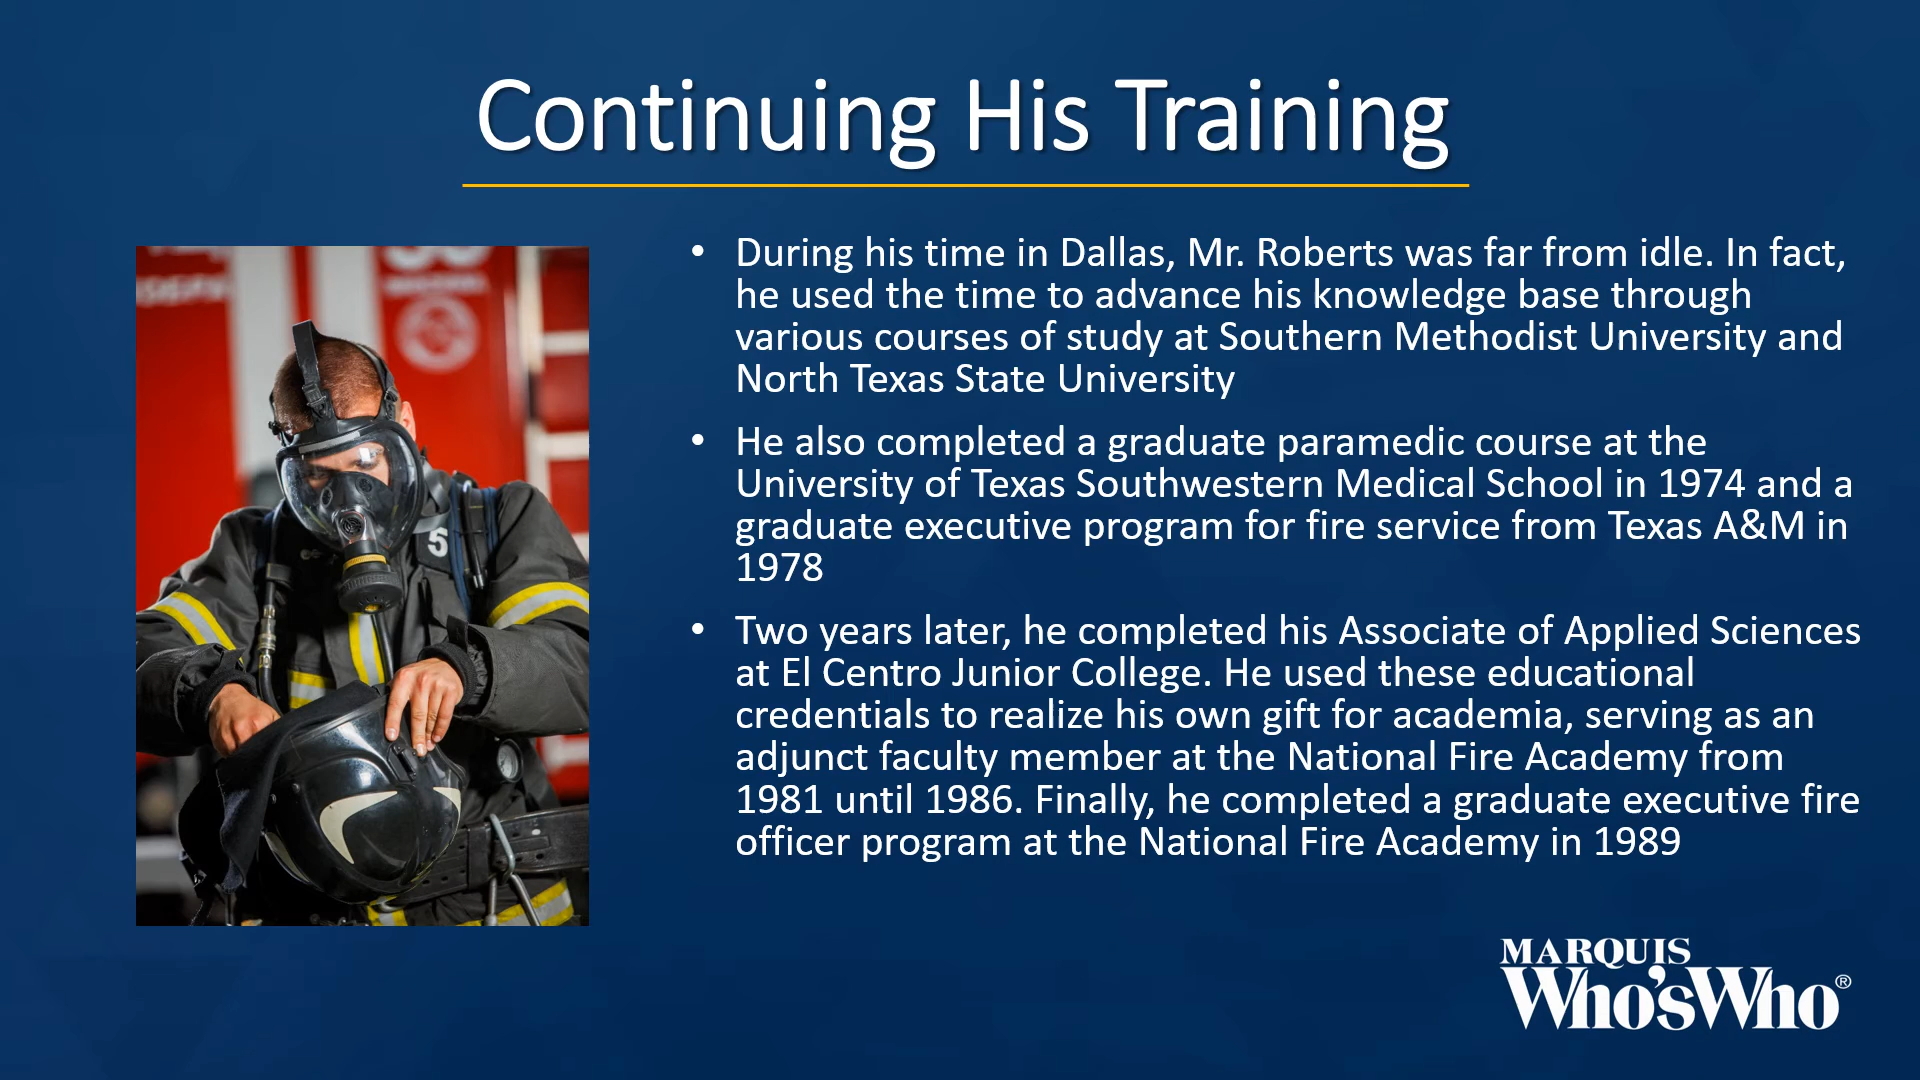 Continuing His Training
• During his time in Dallas, Mr. Roberts was far from idle. In fact,
he used the time to advance his knowledge base through
various courses of study at Southern Methodist University and
North Texas State University
• He also completed a graduate paramedic course at the
University of Texas Southwestern Medical School in 1974 and a
graduate executive program for fire service from Texas A&M in
1978
• Two years later, he completed his Associate of Applied Sciences
at El Centro Junior College. He used these educational
credentials to realize his own gift for academia, serving as an
adjunct faculty member at the National Fire Academy from
1981 until 1986. Finally, he completed a graduate executive fire
officer program at the National Fire Academy in 1989
5
MARQUIS
Who'sWho®